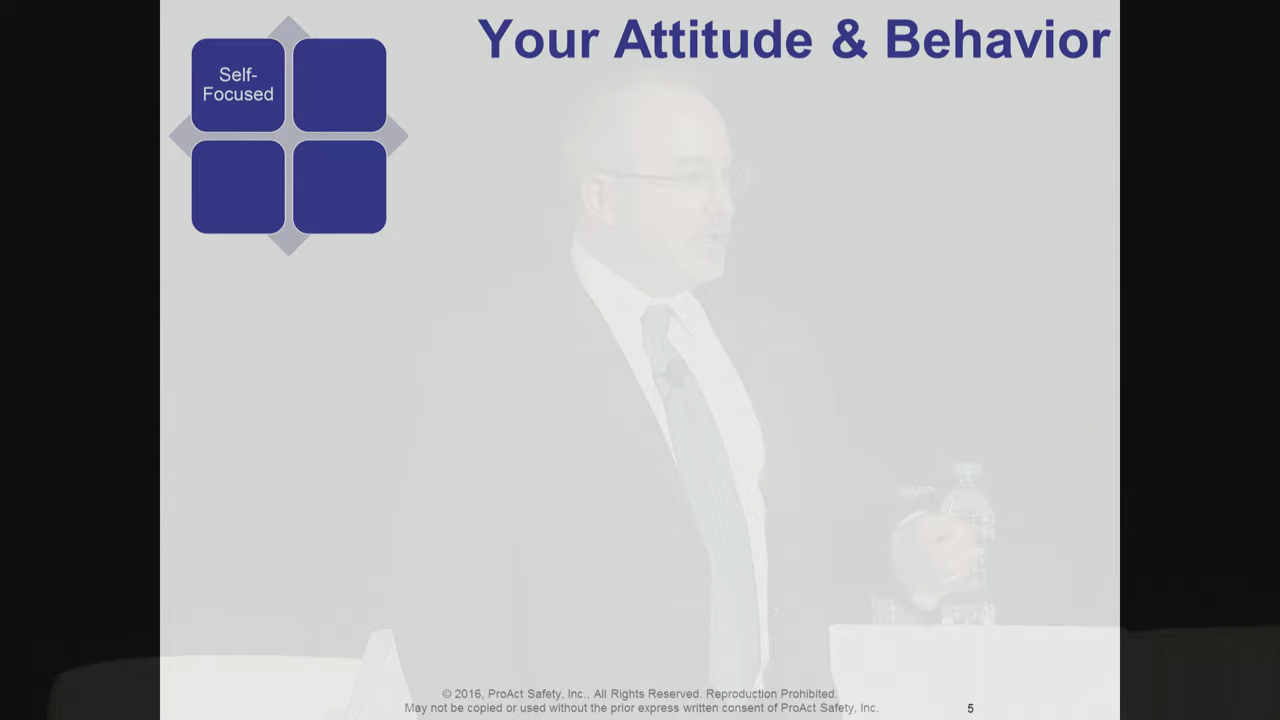 Your Attitude & Behavior
Self-
Focused
© 2016, ProAct Safety, Inc., All Rights Reserved. Reproduction Prohibited.
May not be copied or used without the prior express written consent of ProAct Safety, Inc.
5